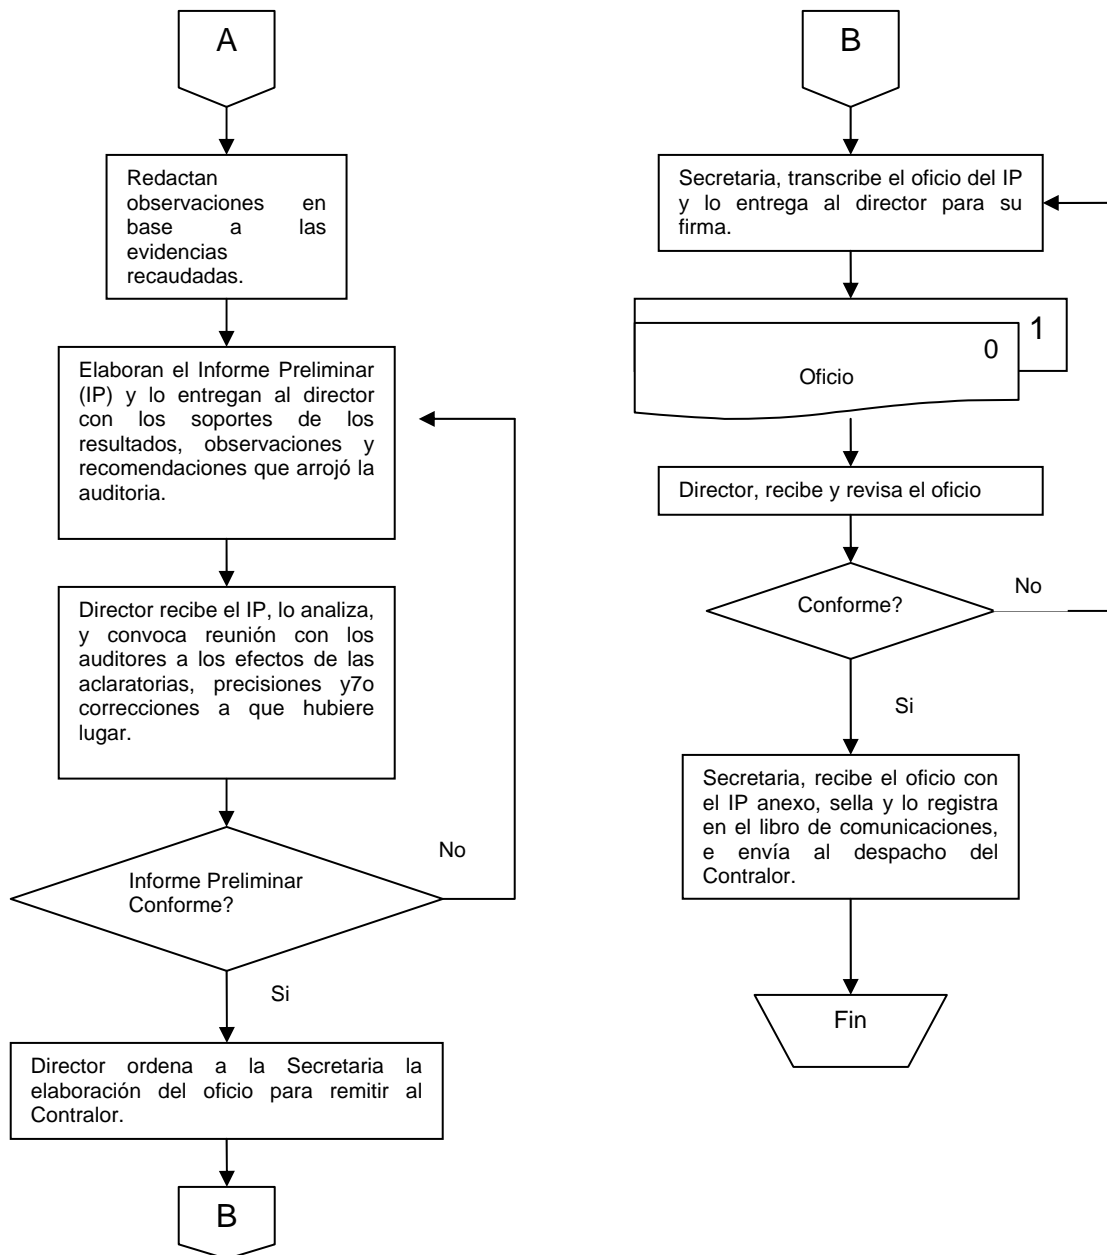 A
Redactan
observaciones en
base a las
evidencias
recaudadas.
Elaboran el Informe Preliminar
(IP) y lo entregan al director
con los soportes de los
resultados, observaciones y
recomendaciones que arrojó la
auditoria.
Director recibe el IP, lo analiza,
y convoca reunión con los
auditores a los efectos de las
aclaratorias, precisiones y7o
correcciones a que hubiere
lugar.
Informe Preliminar
Conforme?
No
Si
Director ordena a la Secretaria la
elaboración del oficio para remitir al
Contralor.
B
B
Secretaria, transcribe el oficio del IP
y lo entrega al director para su
firma.
1
0
Oficio
Director, recibe y revisa el oficio
Conforme?
No
Si
Secretaria, recibe el oficio con
el IP anexo, sella y lo registra
en el libro de comunicaciones,
e envía al despacho del
Contralor.
Fin